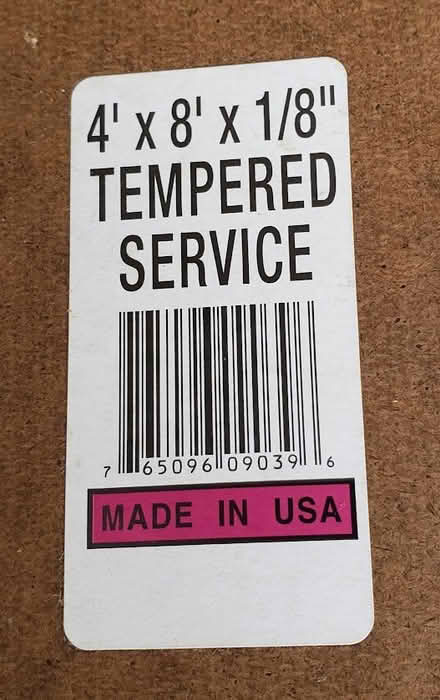 4' x 8' x 1/8"
TEMPERED
SERVICE
7 65096 09039 6
MADE IN USA